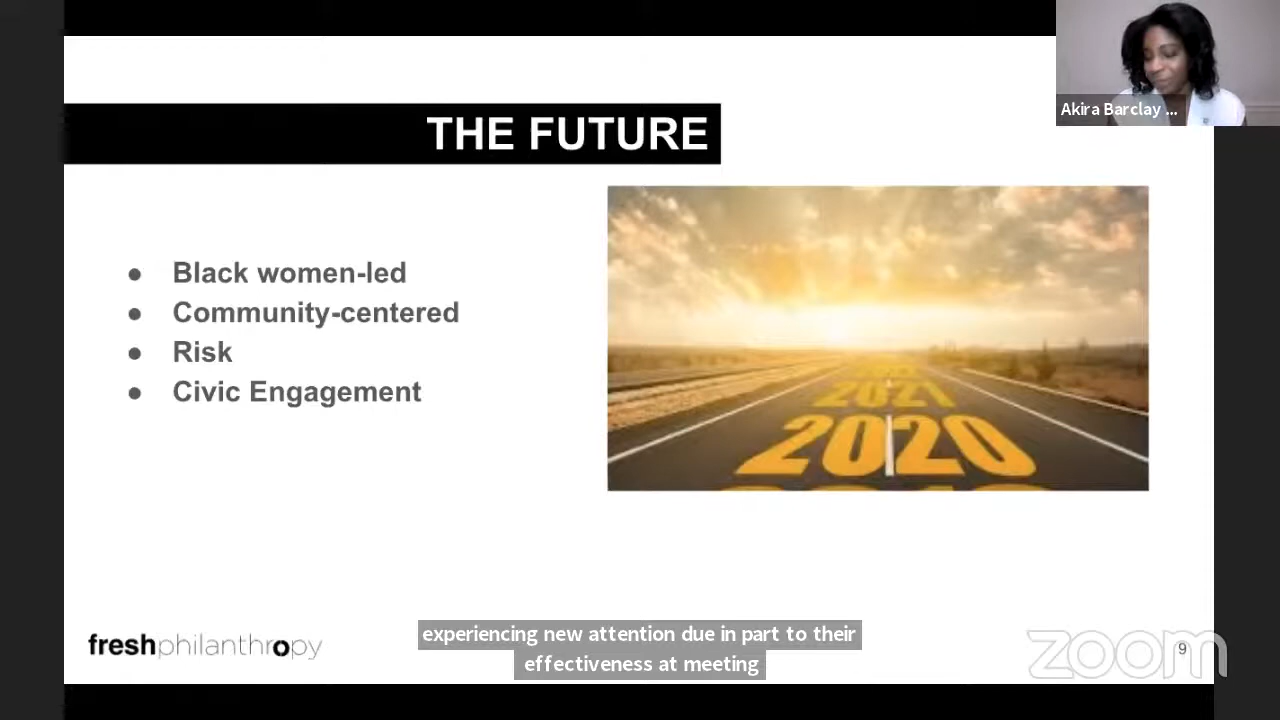 Akira Barclay ...
THE FUTURE
● Black women-led
● Community-centered
● Risk
● Civic Engagement
2021
2020
freshphilanthropy
experiencing new attention due in part to their
effectiveness at meeting
zoom
9